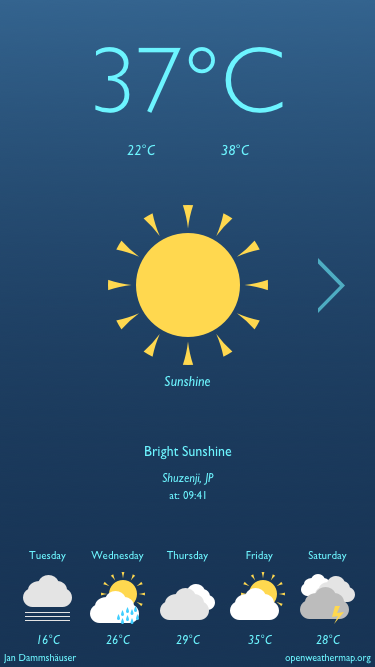 37°C
22°C 38°C
Sunshine
Bright Sunshine
Shuzenji, JP
at: 09:41
Tuesday Wednesday Thursday Friday Saturday
16°C 26°C 29°C 35°C 28°C
Jan Dammshäuser openweathermap.org